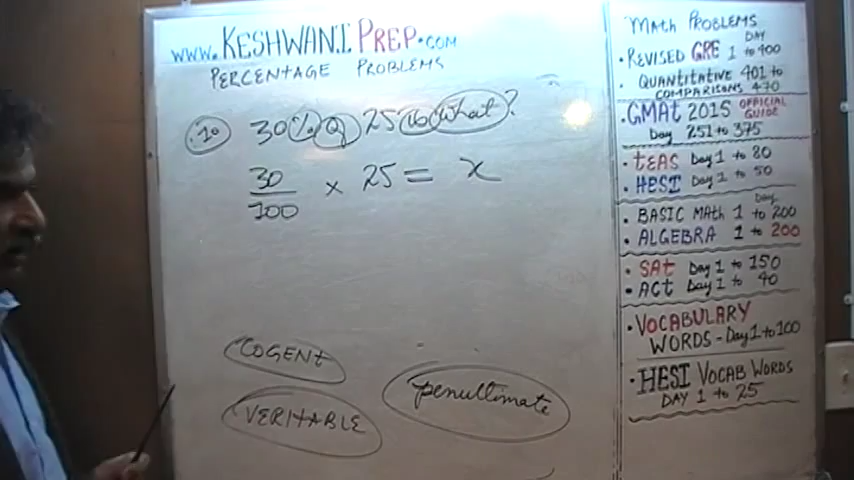 www.KESHWANI PREP.COM
PERCENTAGE PROBLEMS
10 30% of 25 is what?
30/100 × 25 = x
COGENT
VERITABLE
penultimate
MATH PROBLEMS
DAY
• REVISED GRE 1 to 400
QUANTITATIVE 401 to
COMPARISONS 470
• GMAT 2015 OFFICIAL GUIDE
Day 251 to 375
• TEAS Day 1 to 80
• HESI Day 1 to 50
Day
• BASIC MATH 1 to 200
• ALGEBRA 1 to 200
• SAT Day 1 to 150
• ACT Day 1 to 40
• VOCABULARY
WORDS - Day 1 to 100
• HESI VOCAB WORDS
DAY 1 to 25